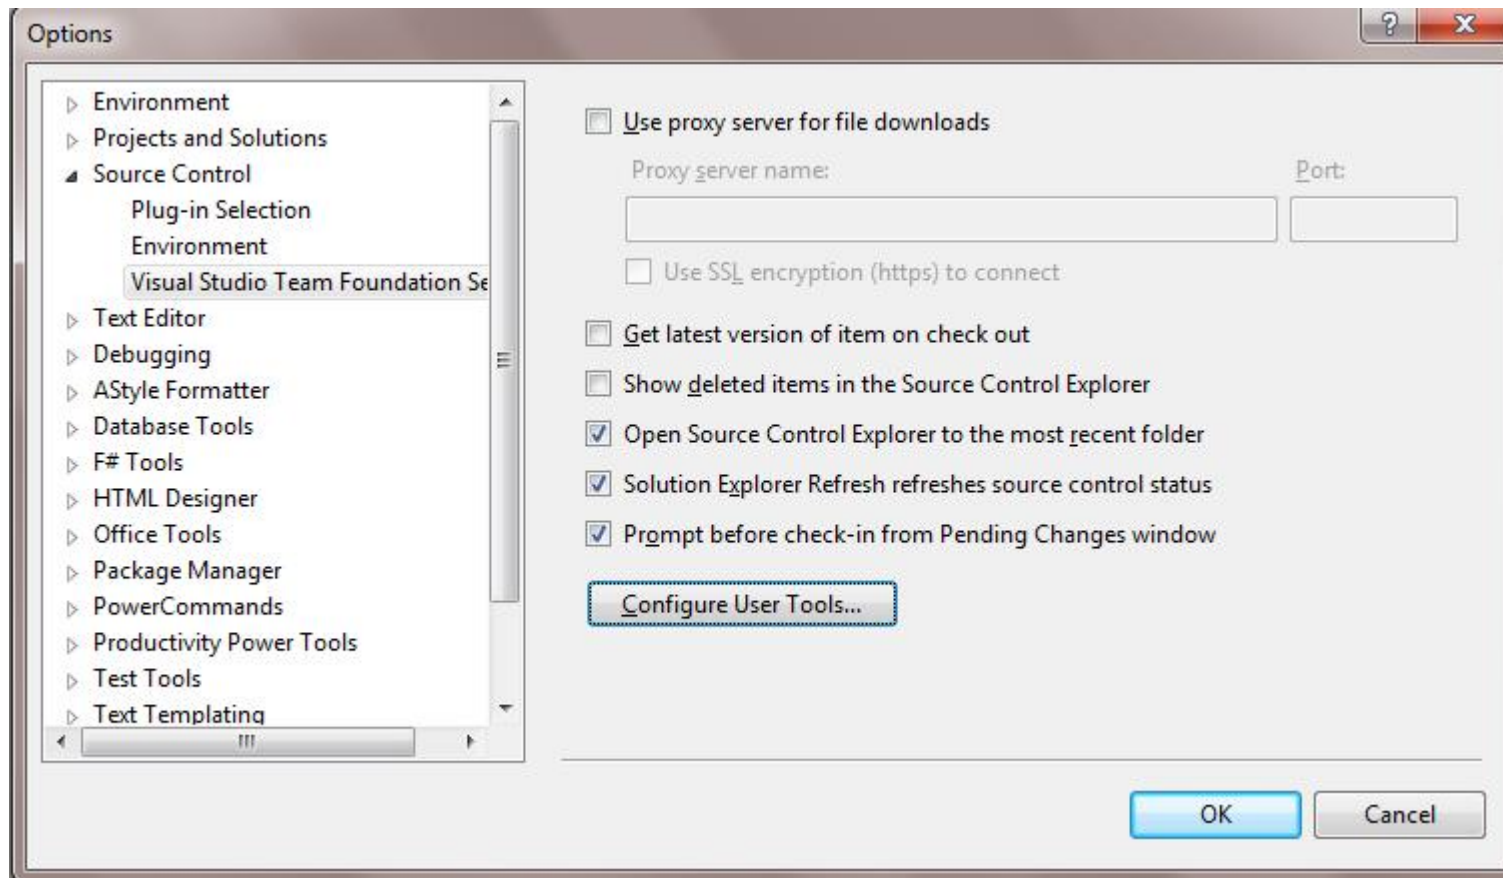 Options
Environment
Projects and Solutions
Source Control
Plug-in Selection
Environment
Visual Studio Team Foundation Se
Text Editor
Debugging
AStyle Formatter
Database Tools
F# Tools
HTML Designer
Office Tools
Package Manager
PowerCommands
Productivity Power Tools
Test Tools
Text Templating
Use proxy server for file downloads
Proxy server name: Port:
Use SSL encryption (https) to connect
Get latest version of item on check out
Show deleted items in the Source Control Explorer
Open Source Control Explorer to the most recent folder
Solution Explorer Refresh refreshes source control status
Prompt before check-in from Pending Changes window
Configure User Tools...
OK Cancel